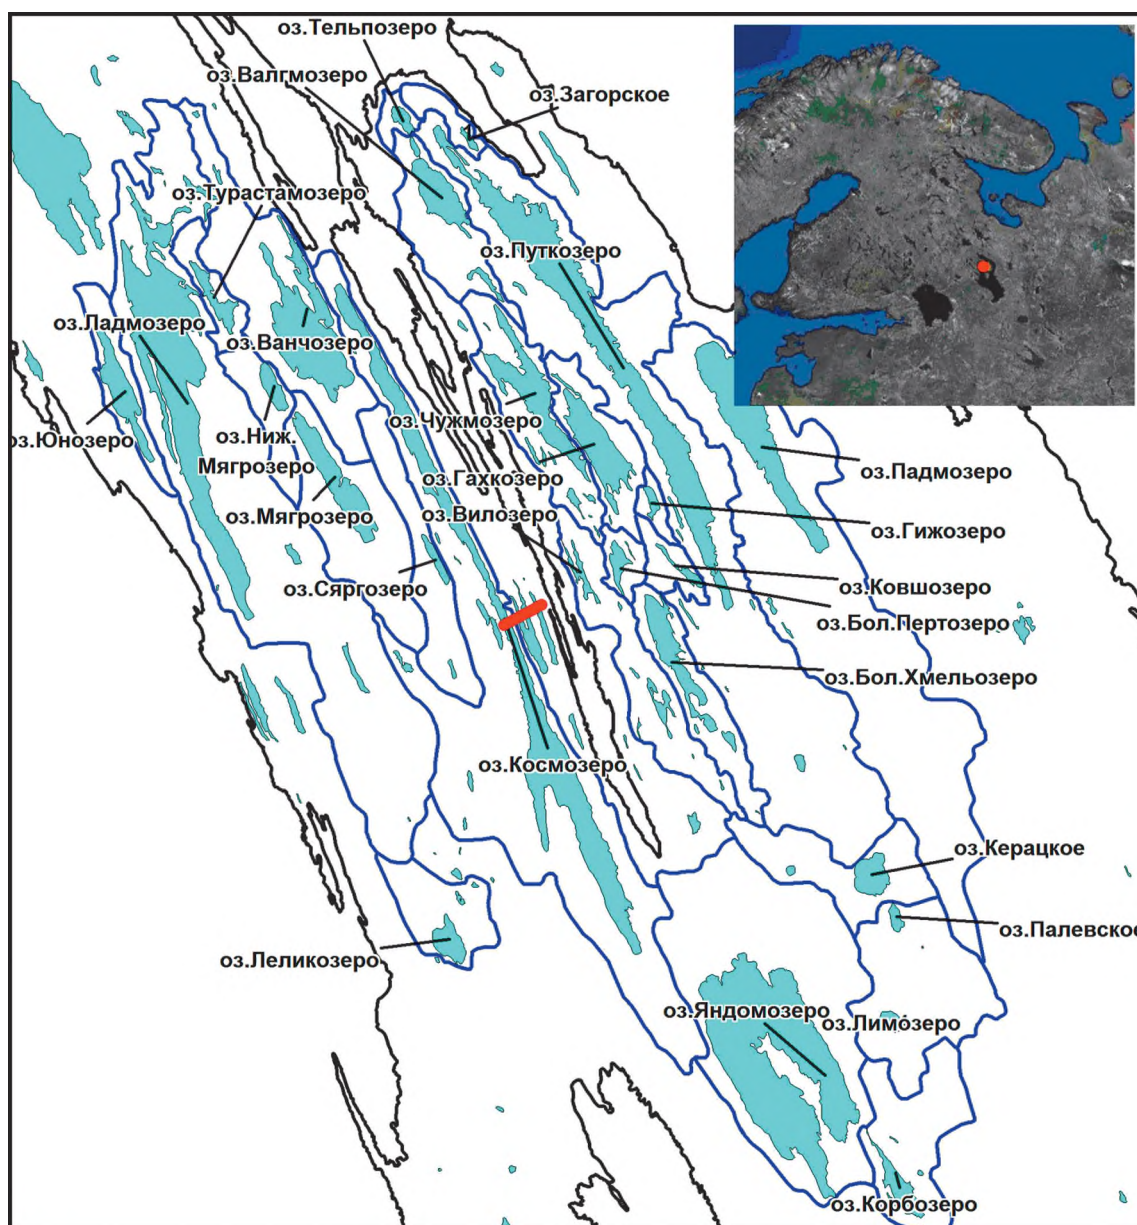 оз.Тельпозеро
оз.Валгмозеро
оз.Загорское
оз.Турастамозеро
оз.Путкозеро
оз.Ладмозеро
оз.Ванчозеро
оз.Чужмозеро
оз.Юнозеро
оз.Ниж.
Мягрозеро
оз.Гахкозеро
оз.Падмозеро
оз.Мягрозеро
оз.Вилозеро
оз.Гижозеро
оз.Сяргозеро
оз.Ковшозеро
оз.Бол.Пертозеро
оз.Бол.Хмельозеро
оз.Космозеро
оз.Керацкое
оз.Палевское
оз.Леликозеро
оз.Яндомозеро
оз.Лимозеро
оз.Корбозеро